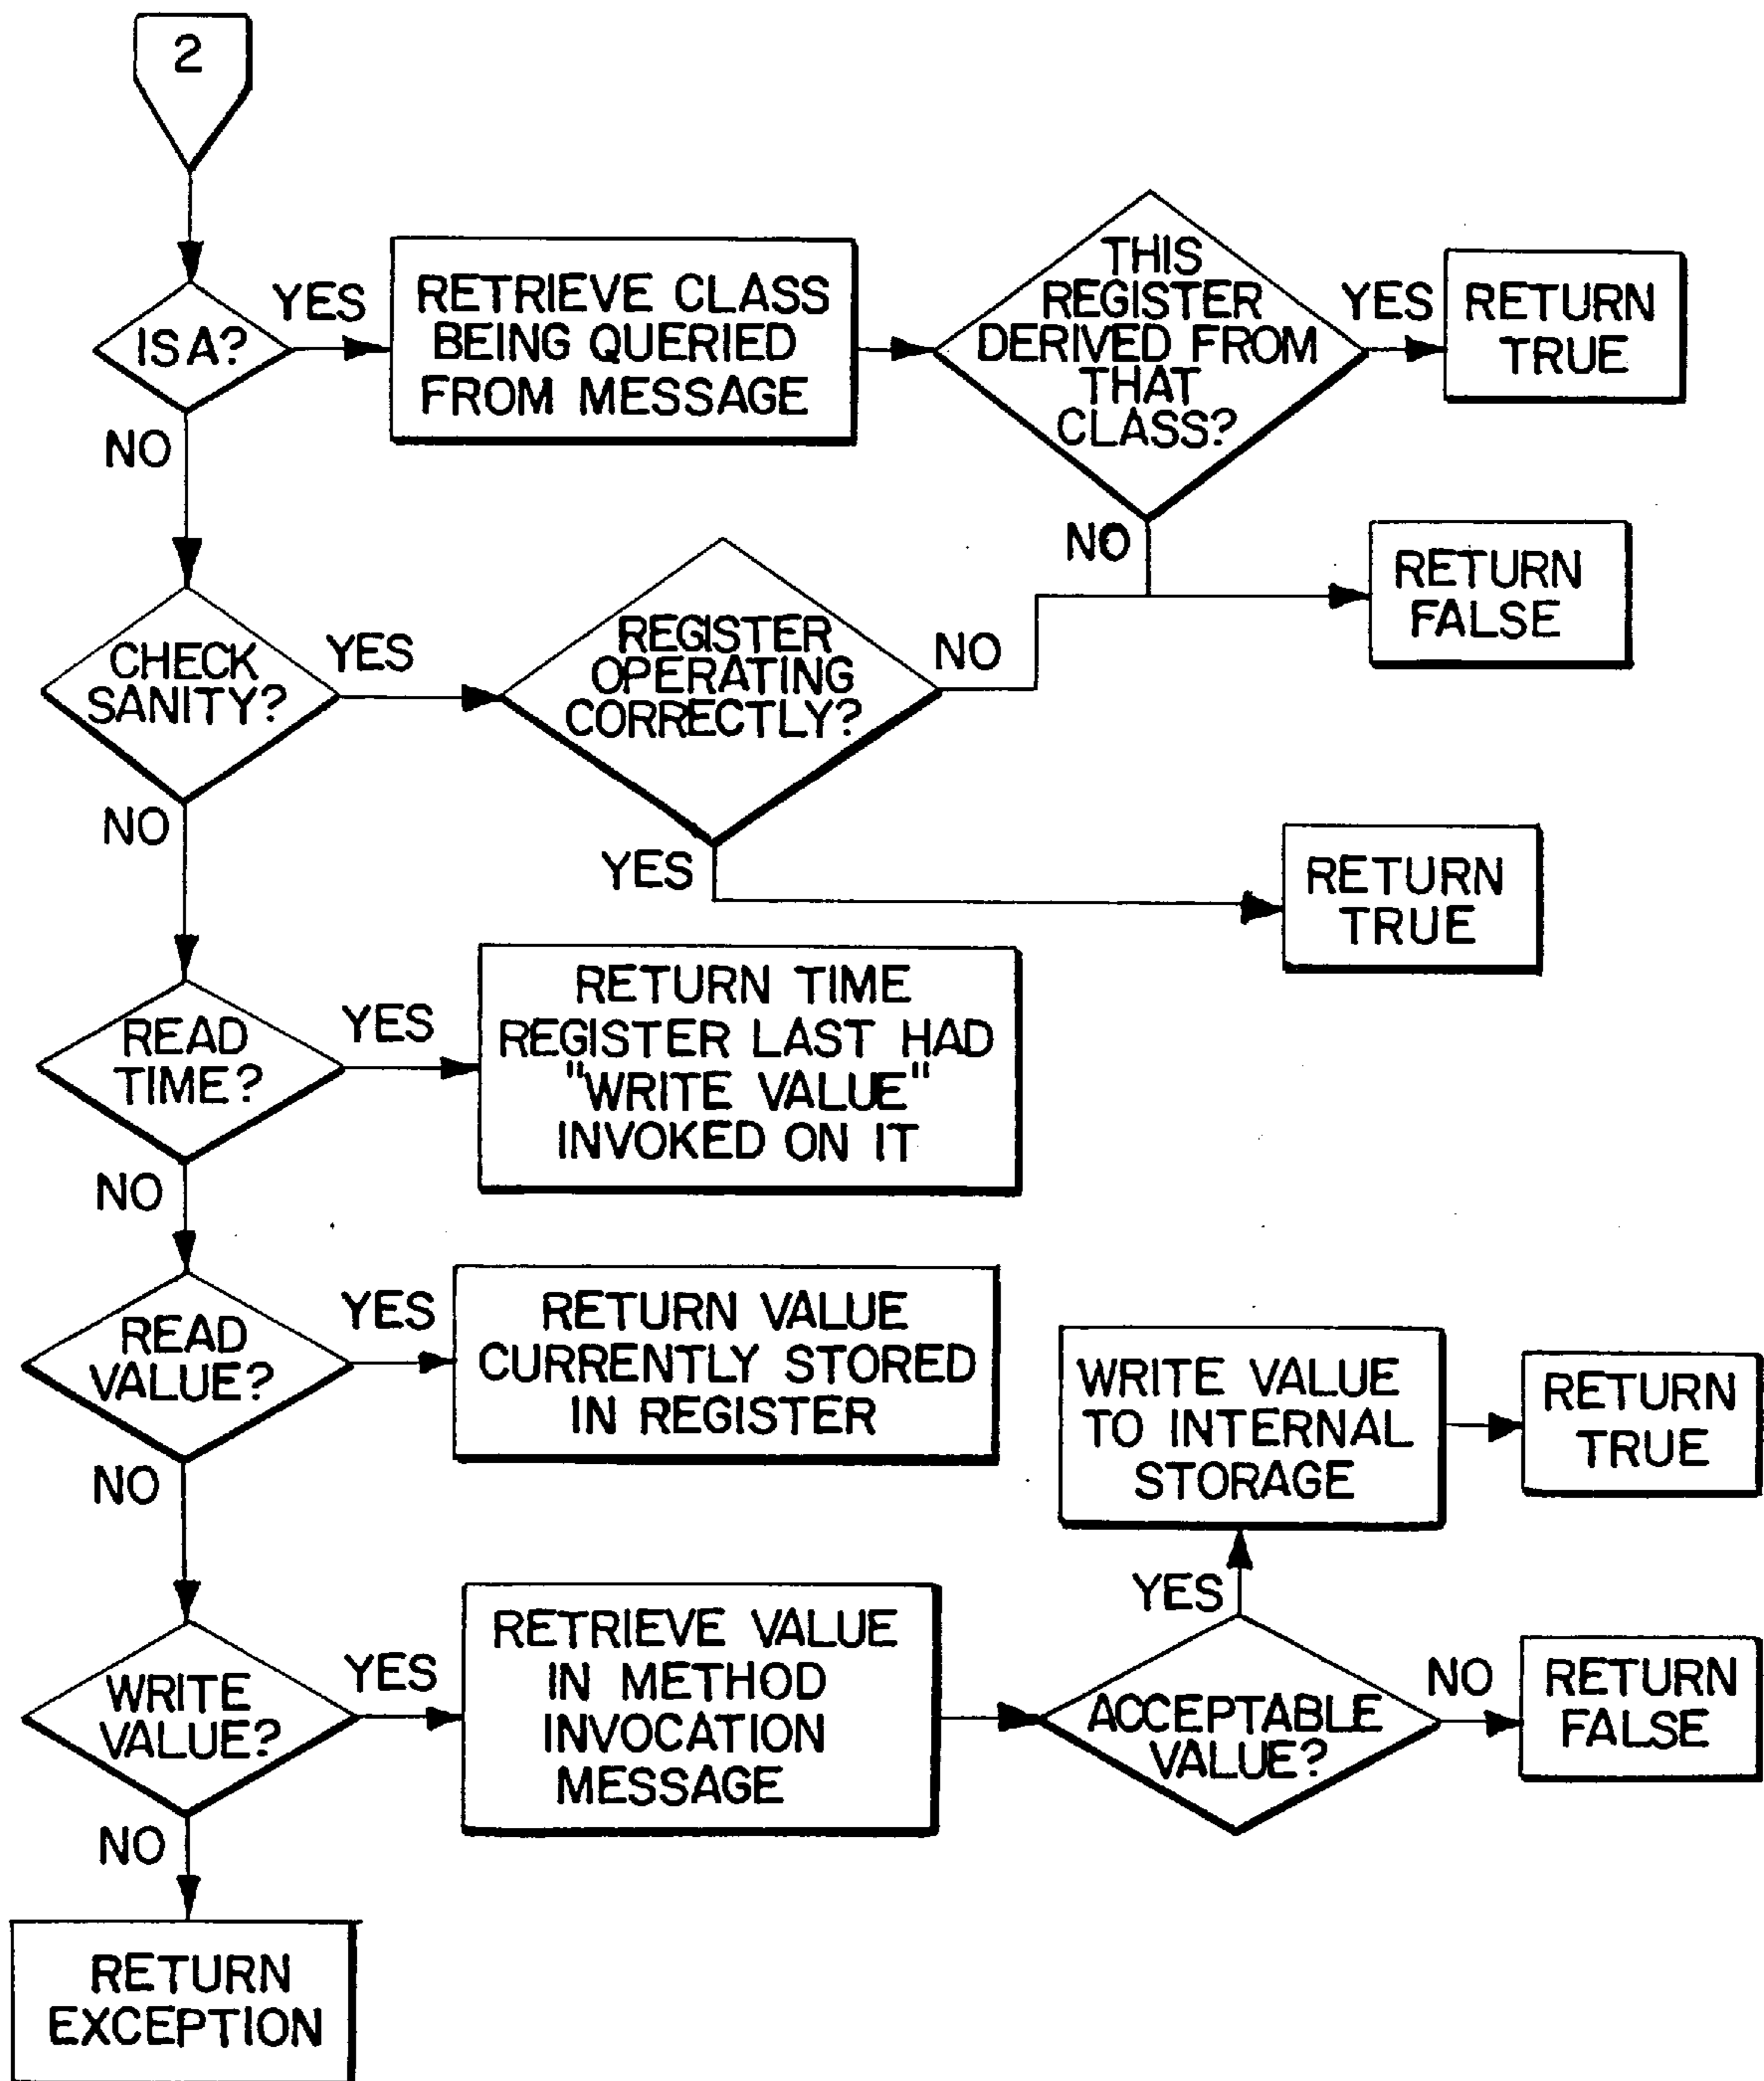 2
YES
RETRIEVE CLASS
BEING QUERIED
FROM MESSAGE
ISA?
THIS
REGISTER
DERIVED FROM
THAT
CLASS?
YES
RETURN
TRUE
NO
NO
RETURN
FALSE
CHECK
SANITY?
YES
REGISTER
OPERATING
CORRECTLY?
NO
NO
YES
RETURN
TRUE
READ
TIME?
YES
RETURN TIME
REGISTER LAST HAD
"WRITE VALUE"
INVOKED ON IT
NO
READ
VALUE?
YES
RETURN VALUE
CURRENTLY STORED
IN REGISTER
WRITE VALUE
TO INTERNAL
STORAGE
RETURN
TRUE
NO
YES
WRITE
VALUE?
YES
RETRIEVE VALUE
IN METHOD
INVOCATION
MESSAGE
ACCEPTABLE
VALUE?
NO
RETURN
FALSE
NO
RETURN
EXCEPTION